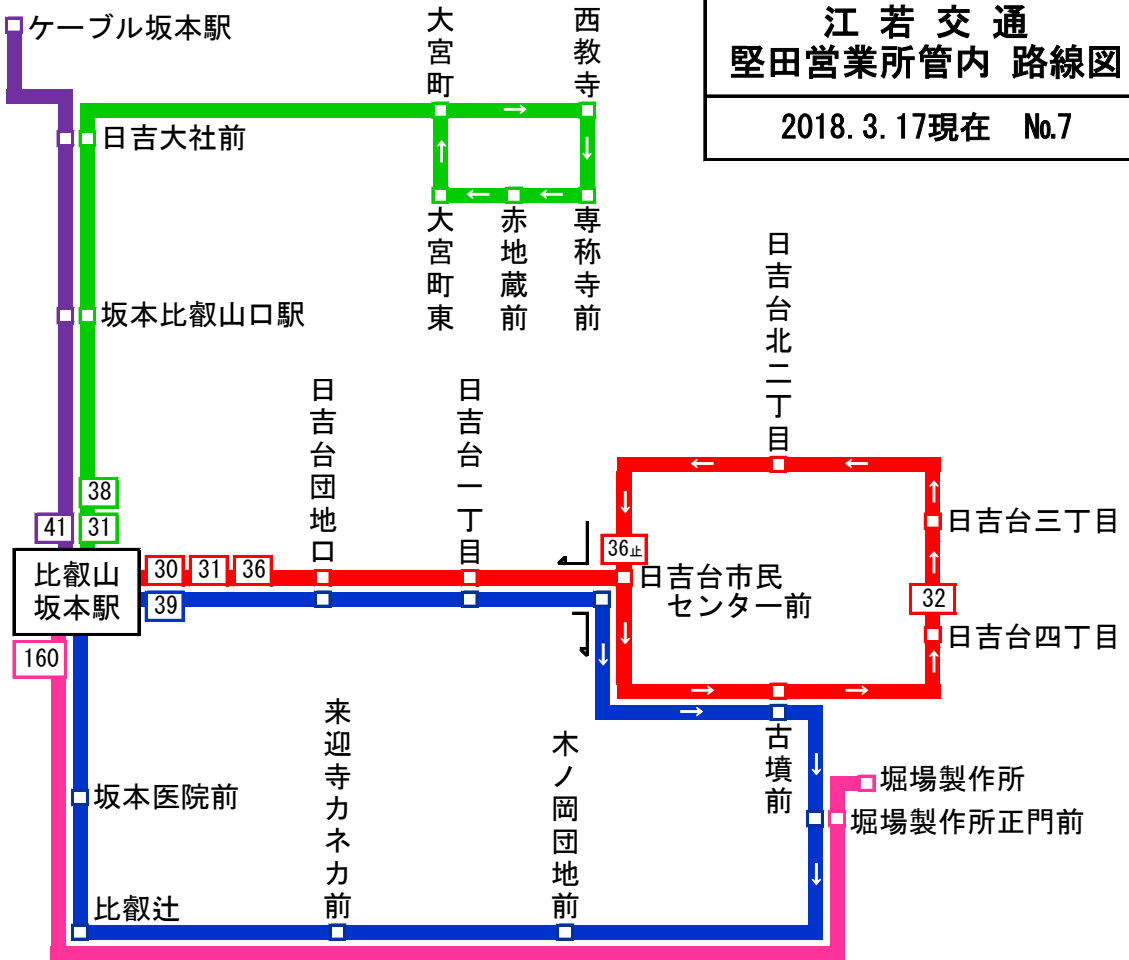 江若交通
堅田営業所管内 路線図
2018.3.17現在 No.7
ケーブル坂本駅
大宮町
西教寺
日吉大社前
大宮町東
赤地蔵前
専称寺前
坂本比叡山口駅
日吉台北二丁目
日吉台団地口
日吉台一丁目
38
41
31
日吉台三丁目
36止
比叡山
坂本駅
30
31
36
39
日吉台市民
センター前
32
日吉台四丁目
160
来迎寺カネカ前
木ノ岡団地前
古墳前
堀場製作所
坂本医院前
堀場製作所正門前
比叡辻